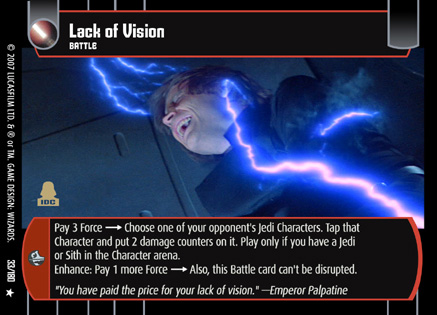 Lack of Vision
BATTLE
© 2007 LUCASFILM LTD. & ® or TM. GAME DESIGN: WIZARDS.
33/180 ★
IDC
Pay 3 Force → Choose one of your opponent's Jedi Characters. Tap that
Character and put 2 damage counters on it. Play only if you have a Jedi
or Sith in the Character arena.
Enhance: Pay 1 more Force → Also, this Battle card can't be disrupted.
"You have paid the price for your lack of vision." —Emperor Palpatine